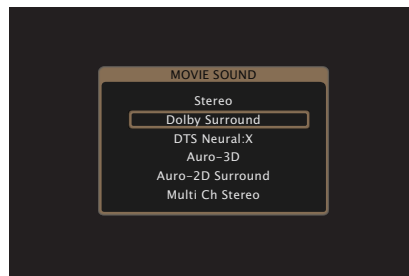 MOVIE SOUND
Stereo
Dolby Surround
DTS Neural:X
Auro-3D
Auro-2D Surround
Multi Ch Stereo